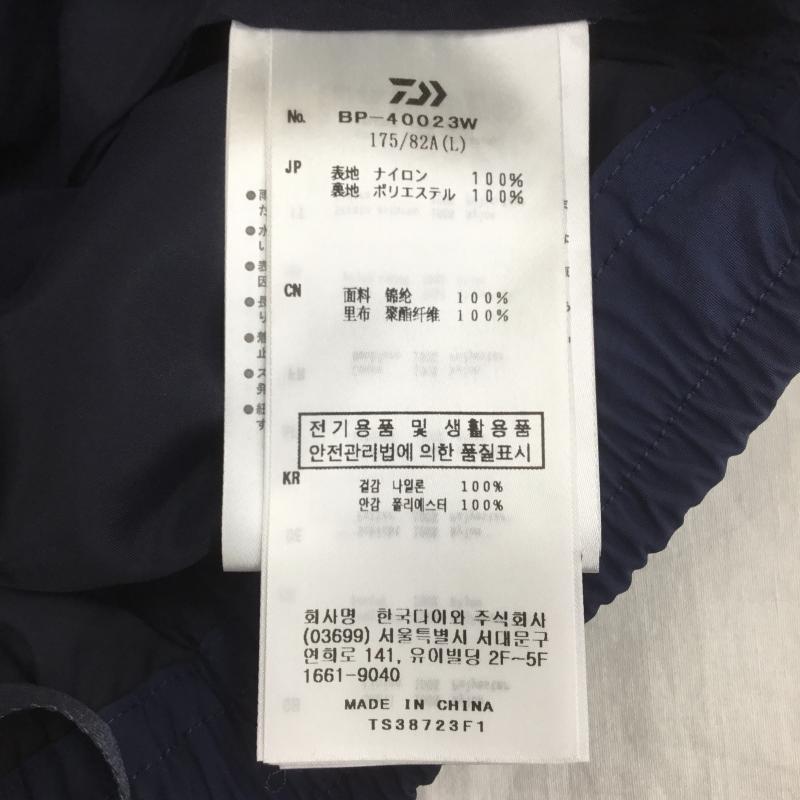 No. BP-40023W
175/82A(L)
JP 表地 ナイロン 100%
裏地 ポリエステル 100%
CN 面料 锦纶 100%
里布 聚酯纤维 100%
전기용품 및 생활용품
안전관리법에 의한 품질표시
KR 겉감 나일론 100%
안감 폴리에스터 100%
회사명 한국다이와 주식회사
(03699) 서울특별시 서대문구
연희로 141, 유이빌딩 2F~5F
1661-9040
MADE IN CHINA
TS38723F1